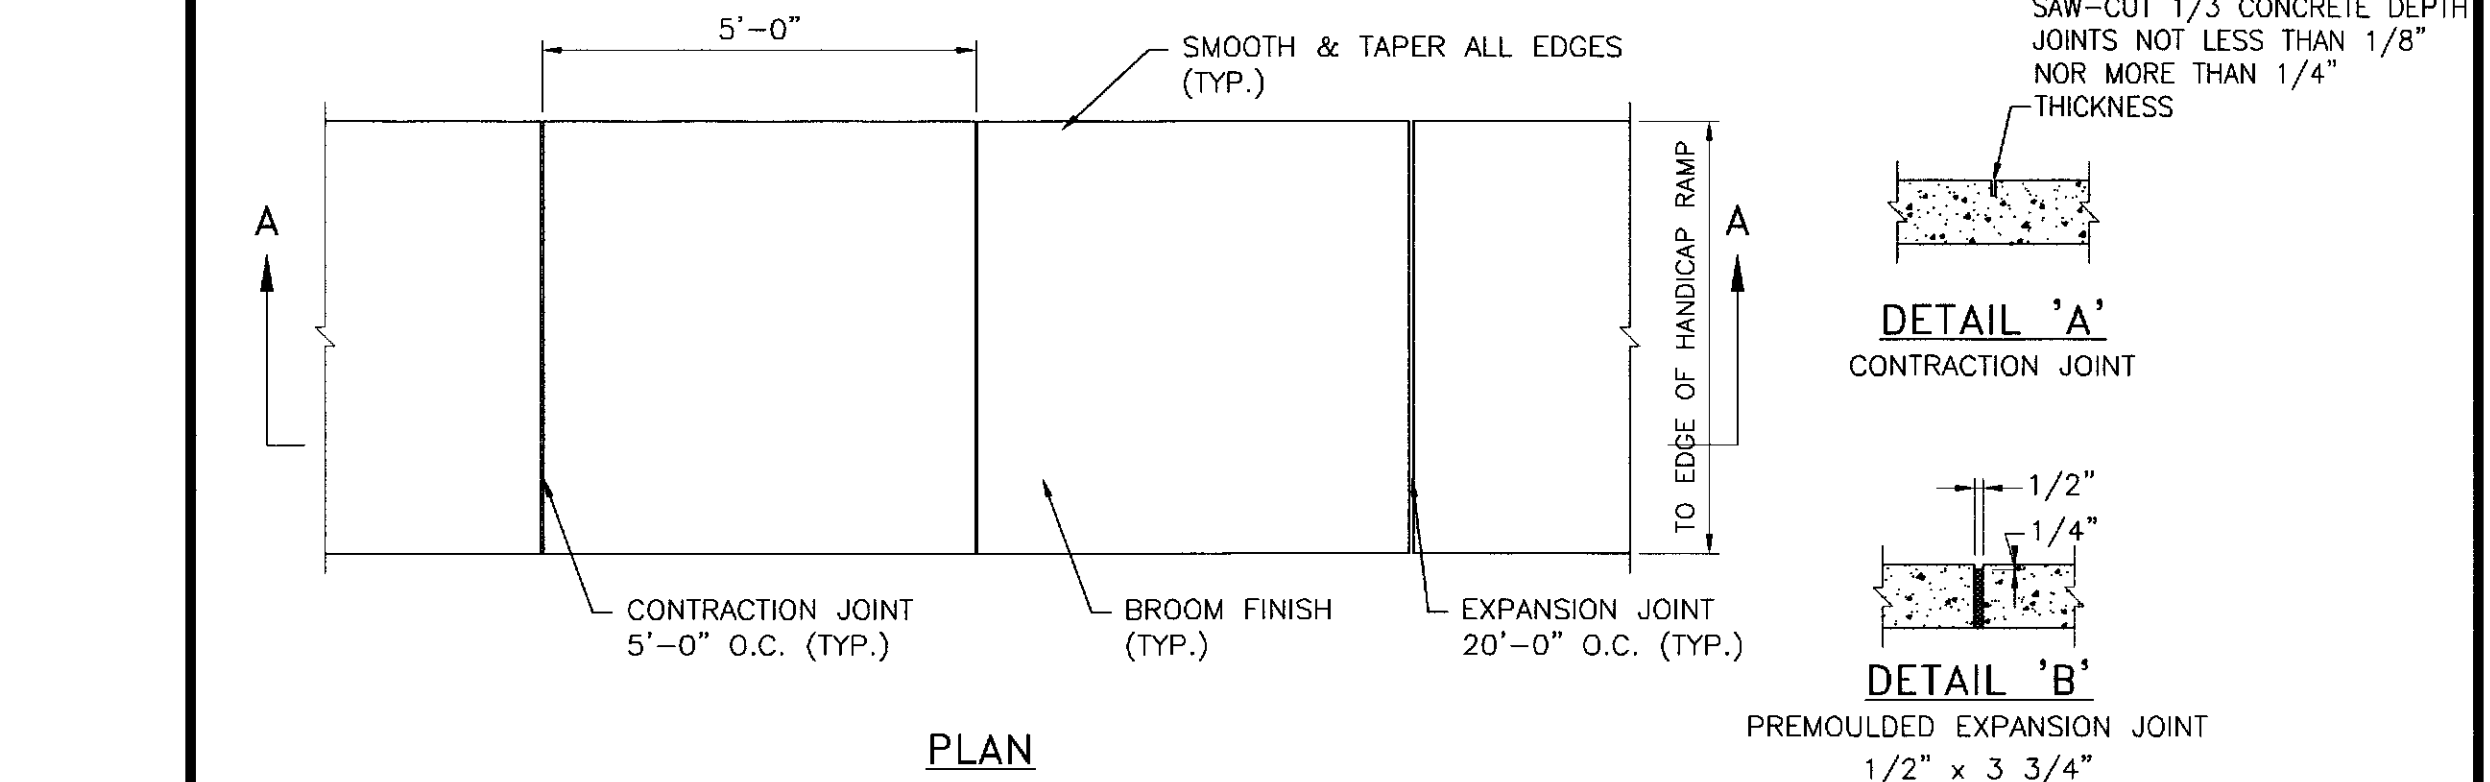 5'-0"
SMOOTH & TAPER ALL EDGES
(TYP.)
SAW-CUT 1/3 CONCRETE DEPTH
JOINTS NOT LESS THAN 1/8"
NOR MORE THAN 1/4"
THICKNESS
A
TO EDGE OF HANDICAP RAMP
A
DETAIL 'A'
CONTRACTION JOINT
1/2"
1/4"
CONTRACTION JOINT
5'-0" O.C. (TYP.)
BROOM FINISH
(TYP.)
EXPANSION JOINT
20'-0" O.C. (TYP.)
DETAIL 'B'
PREMOULDED EXPANSION JOINT
1/2" x 3 3/4"
PLAN